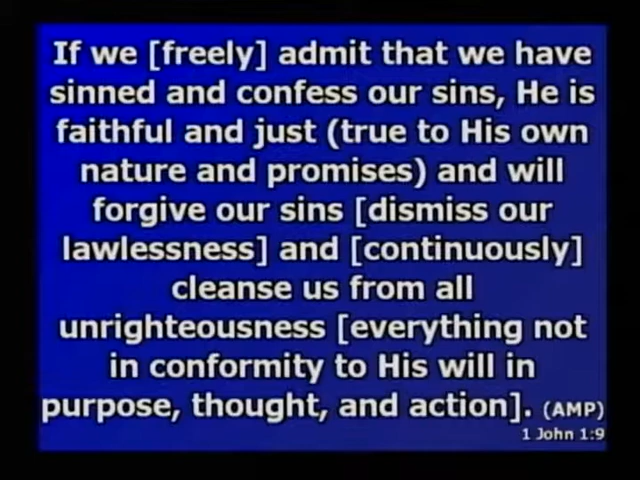 If we [freely] admit that we have
sinned and confess our sins, He is
faithful and just (true to His own
nature and promises) and will
forgive our sins [dismiss our
lawlessness] and [continuously]
cleanse us from all
unrighteousness [everything not
in conformity to His will in
purpose, thought, and action]. (AMP)
1 John 1:9